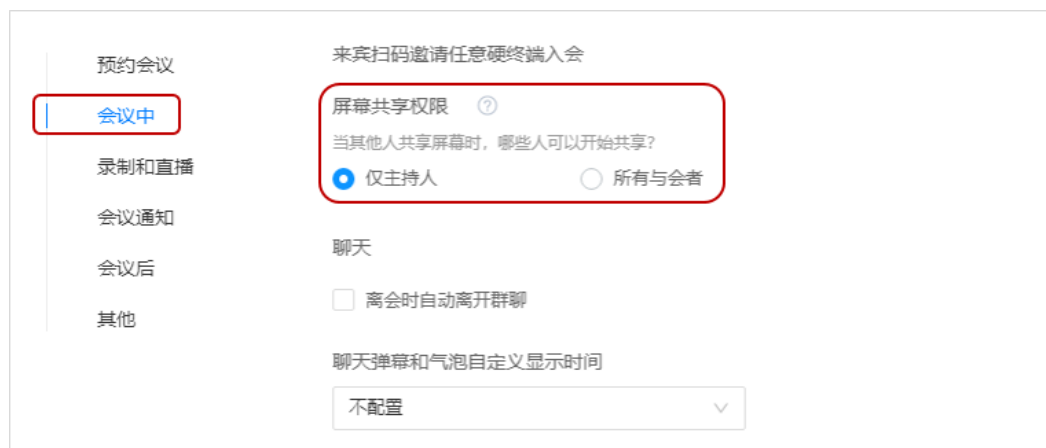 预约会议
会议中
录制和直播
会议通知
会议后
其他
来宾扫码邀请任意硬终端入会
屏幕共享权限 ?
当其他人共享屏幕时，哪些人可以开始共享?
仅主持人 所有与会者
聊天
离会时自动离开群聊
聊天弹幕和气泡自定义显示时间
不配置